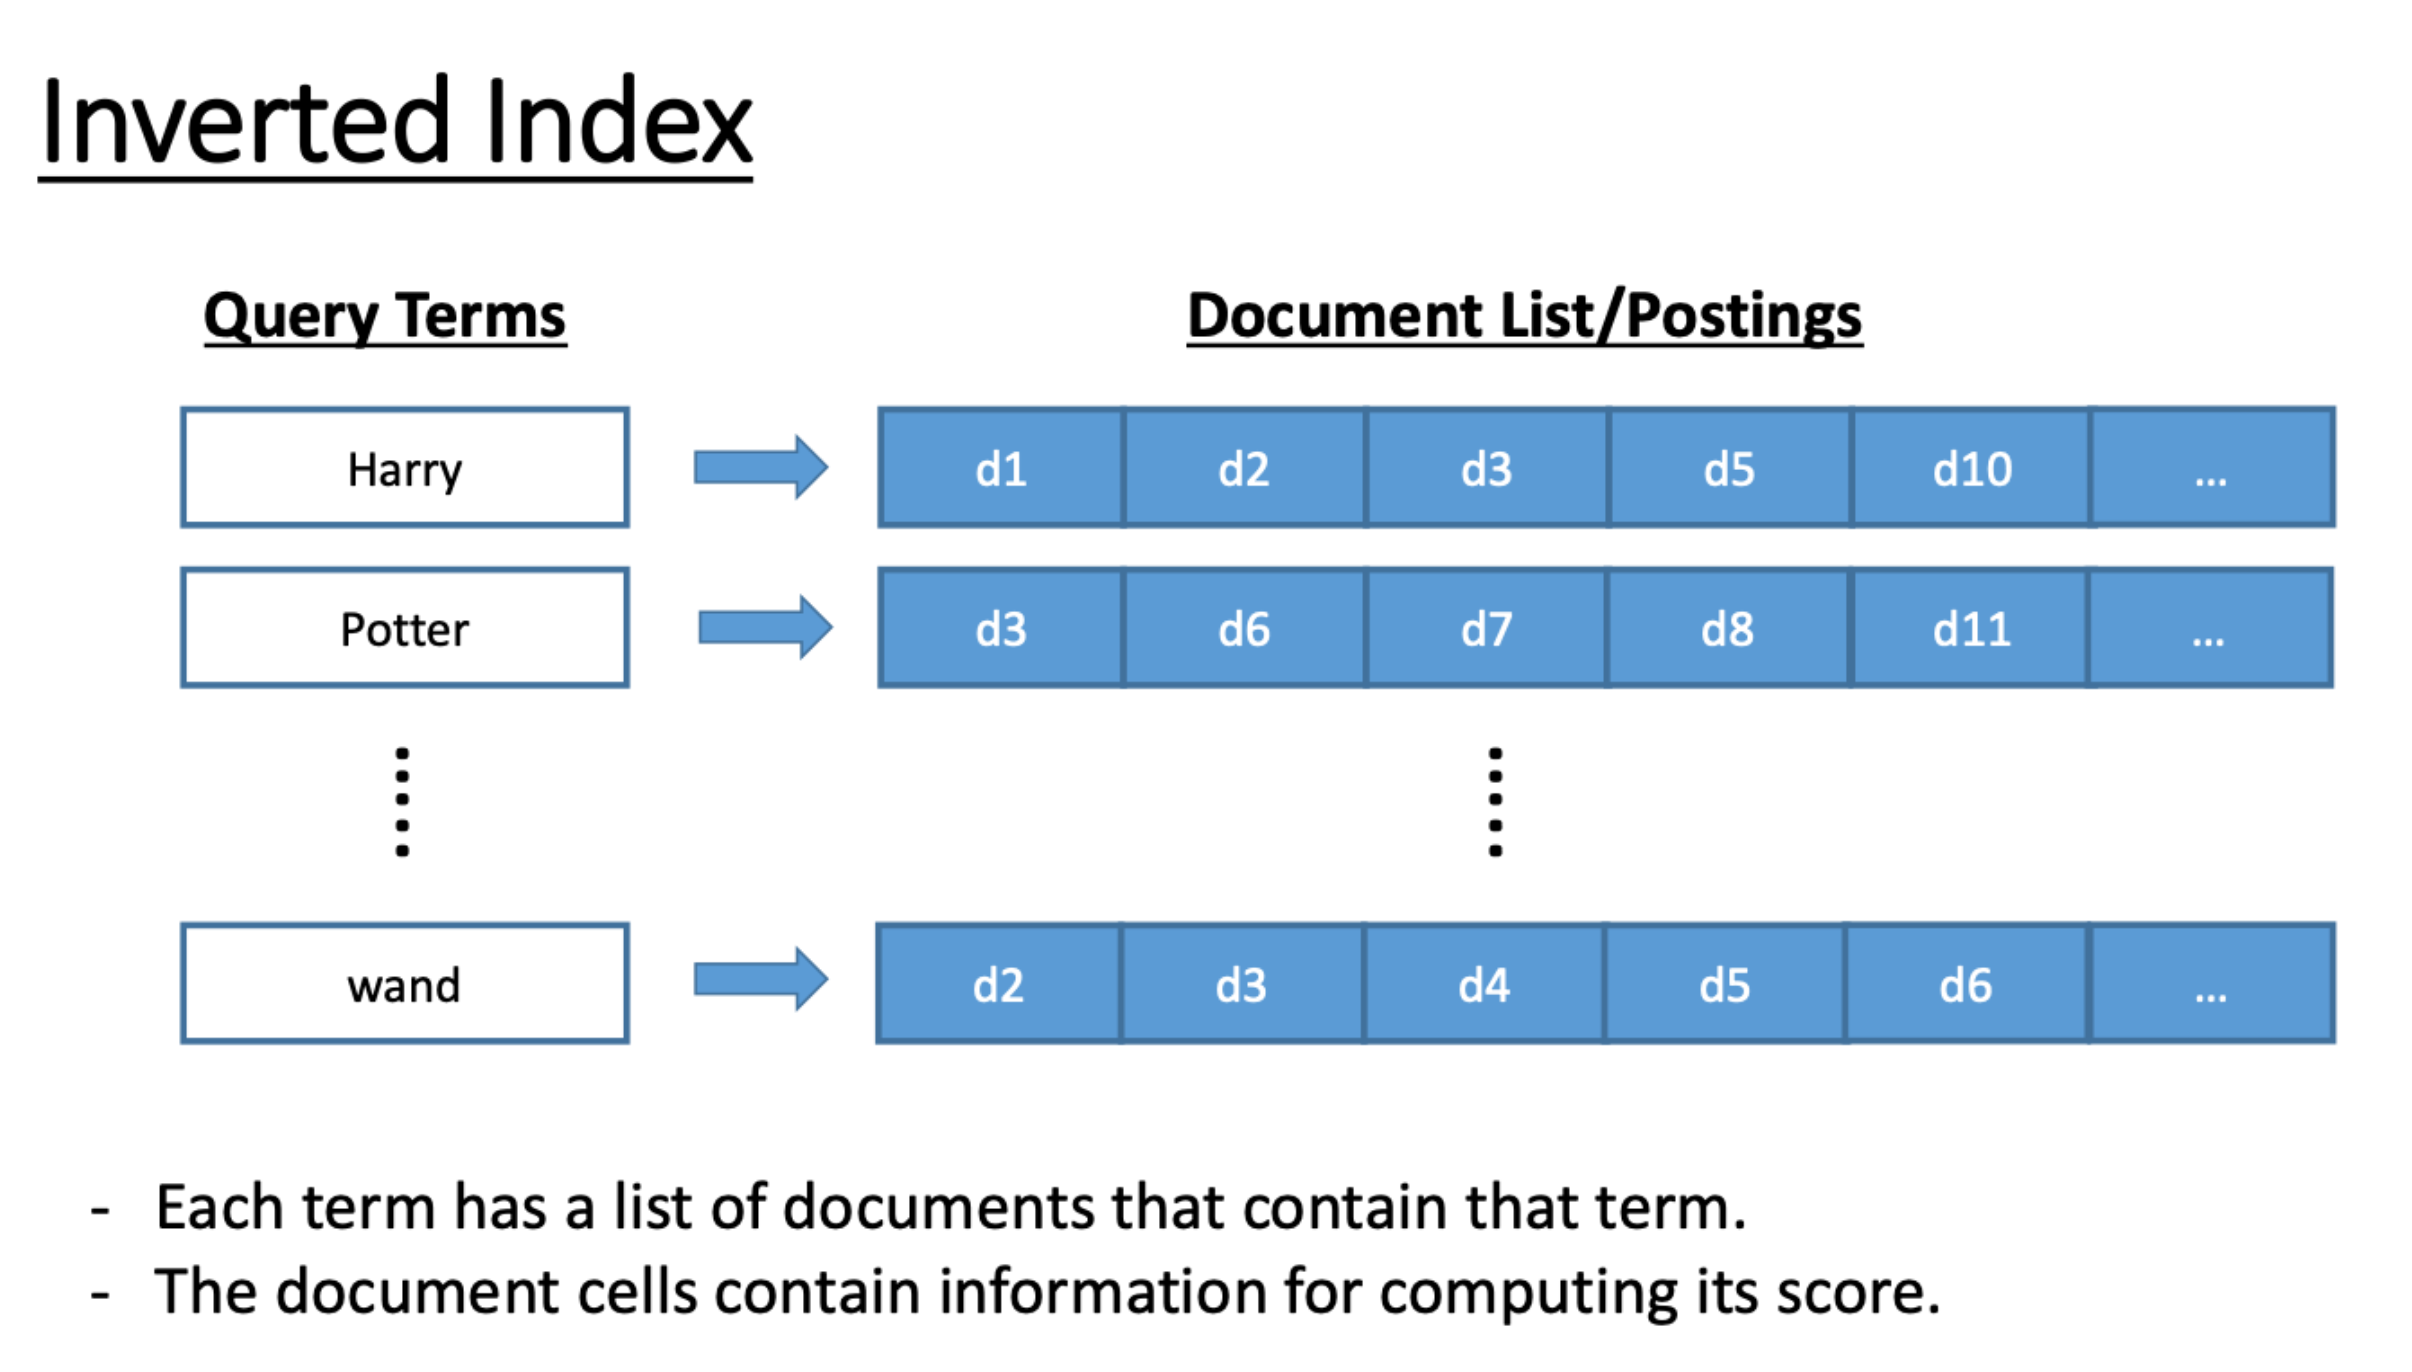 Inverted Index
Query Terms Document List/Postings
Harry d1 d2 d3 d5 d10 ...
Potter d3 d6 d7 d8 d11 ...
wand d2 d3 d4 d5 d6 ...
- Each term has a list of documents that contain that term.
- The document cells contain information for computing its score.